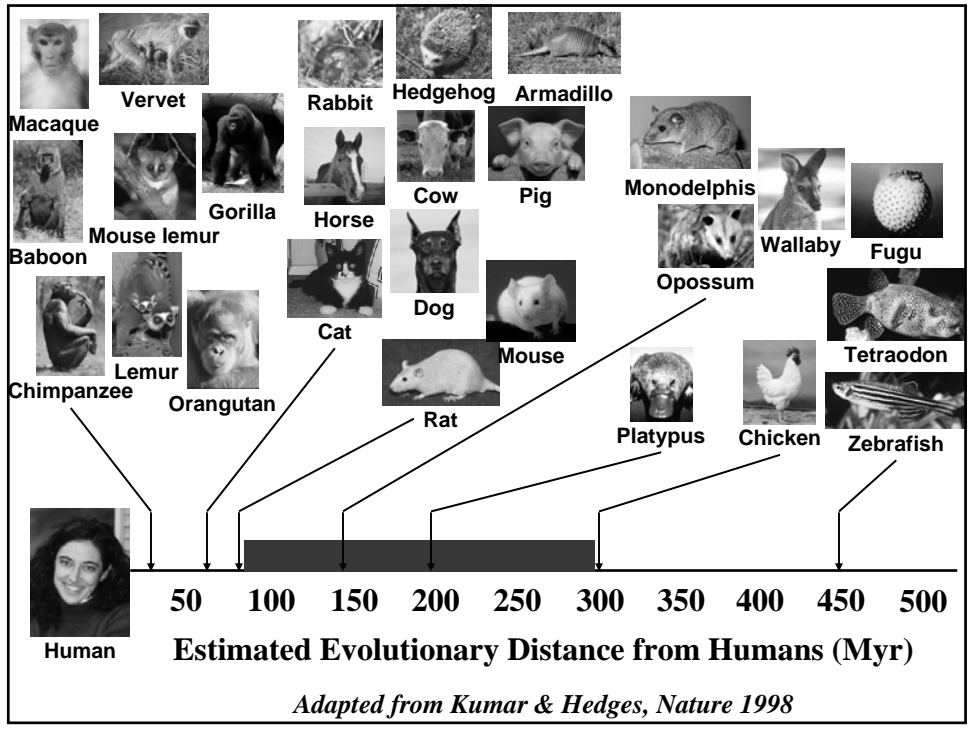 Macaque
Vervet
Rabbit
Hedgehog
Armadillo
Baboon
Mouse lemur
Gorilla
Horse
Cow
Pig
Monodelphis
Wallaby
Fugu
Opossum
Chimpanzee
Lemur
Orangutan
Cat
Dog
Mouse
Rat
Tetraodon
Platypus
Chicken
Zebrafish
Human
50 100 150 200 250 300 350 400 450 500
Estimated Evolutionary Distance from Humans (Myr)
Adapted from Kumar & Hedges, Nature 1998